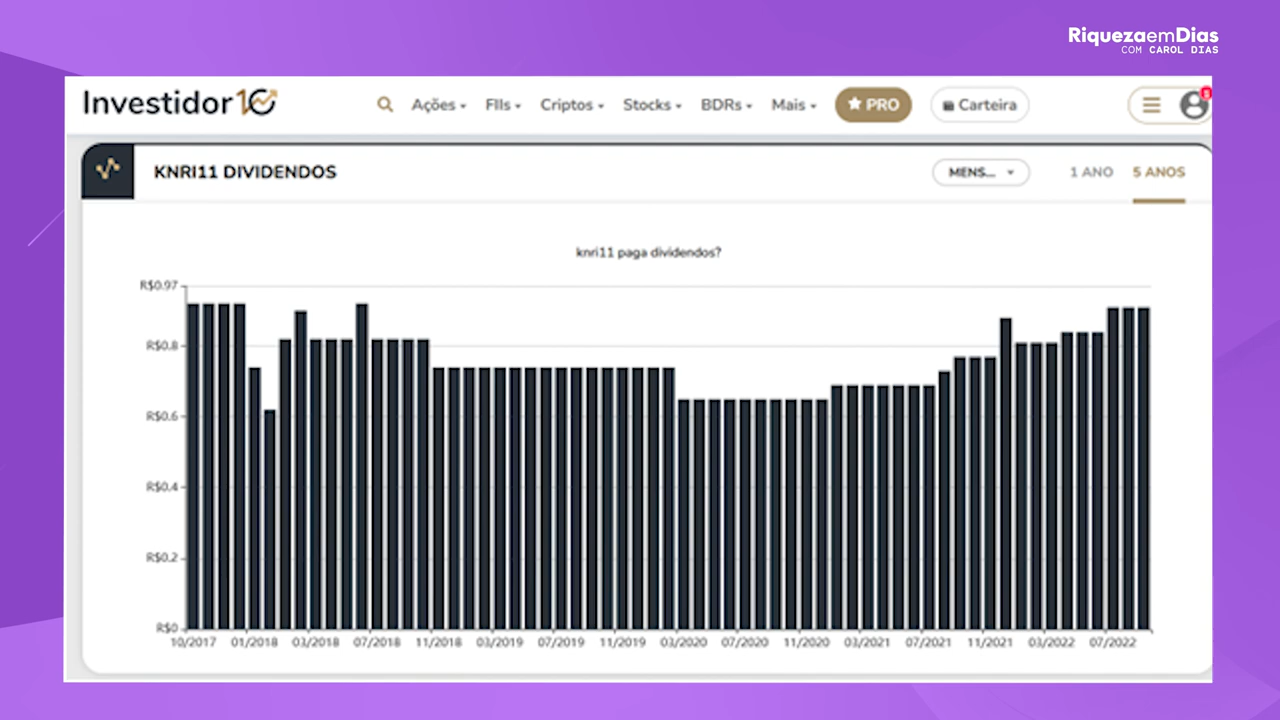 RiquezaemDias
COM CAROL DIAS
Investidor10
Ações FIIs Criptos Stocks BDRs Mais PRO Carteira
KNRI11 DIVIDENDOS
MENS... 1 ANO 5 ANOS
knri11 paga dividendos?
R$0.97
R$0.8
R$0.6
R$0.4
R$0.2
R$0
10/2017 01/2018 03/2018 07/2018 11/2018 03/2019 07/2019 11/2019 03/2020 07/2020 11/2020 03/2021 07/2021 11/2021 03/2022 07/2022